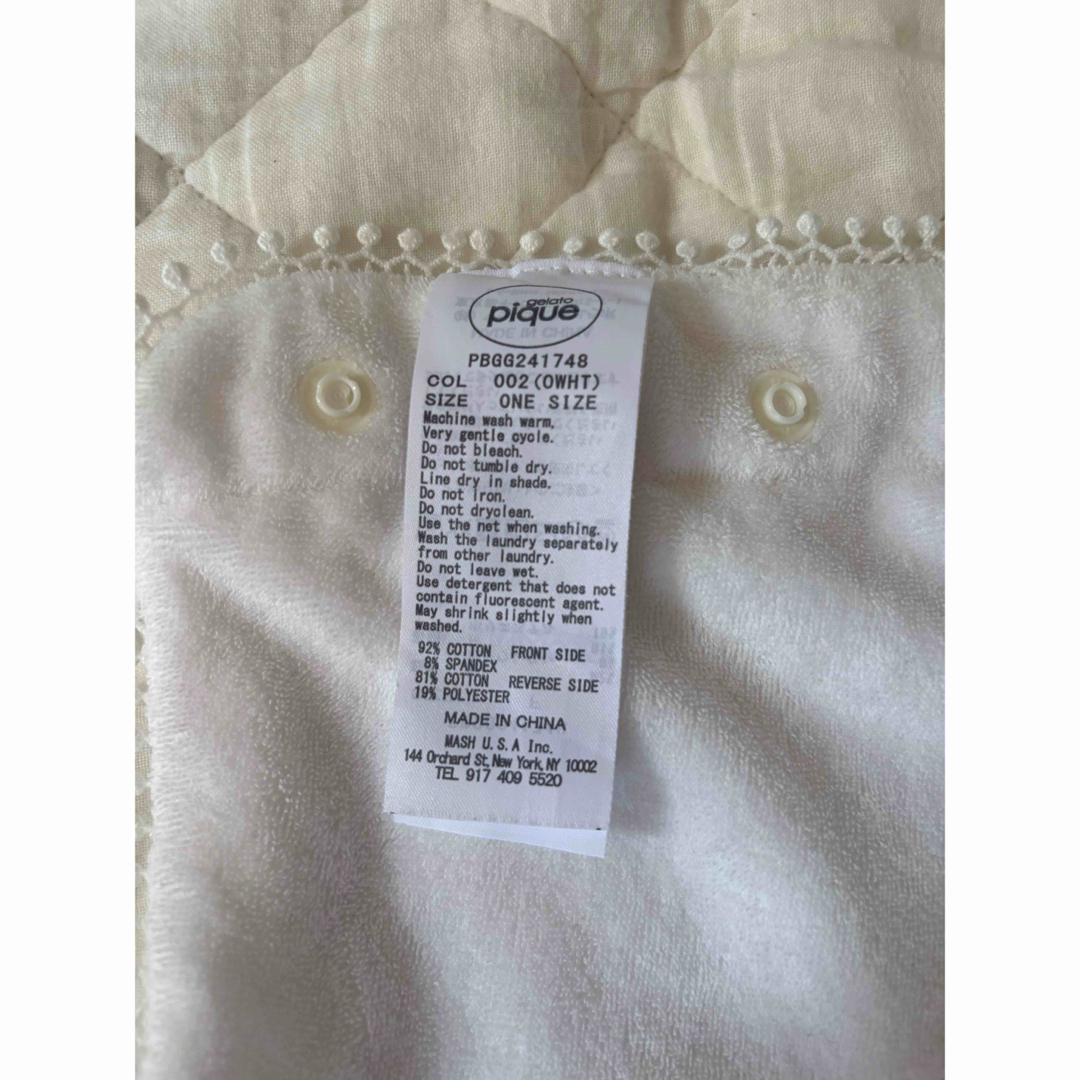 gelato
pique
PBGG241748
COL 002(OWHT)
SIZE ONE SIZE
Machine wash warm.
Very gentle cycle.
Do not bleach.
Do not tumble dry.
Line dry in shade.
Do not iron.
Do not dryclean.
Use the net when washing.
Wash the laundry separately
from other laundry.
Do not leave wet.
Use detergent that does not
contain fluorescent agent.
May shrink slightly when
washed.
92% COTTON FRONT SIDE
8% SPANDEX
81% COTTON REVERSE SIDE
19% POLYESTER
MADE IN CHINA
MASH U.S.A Inc.
144 Orchard St, New York, NY 10002
TEL 917 409 5520